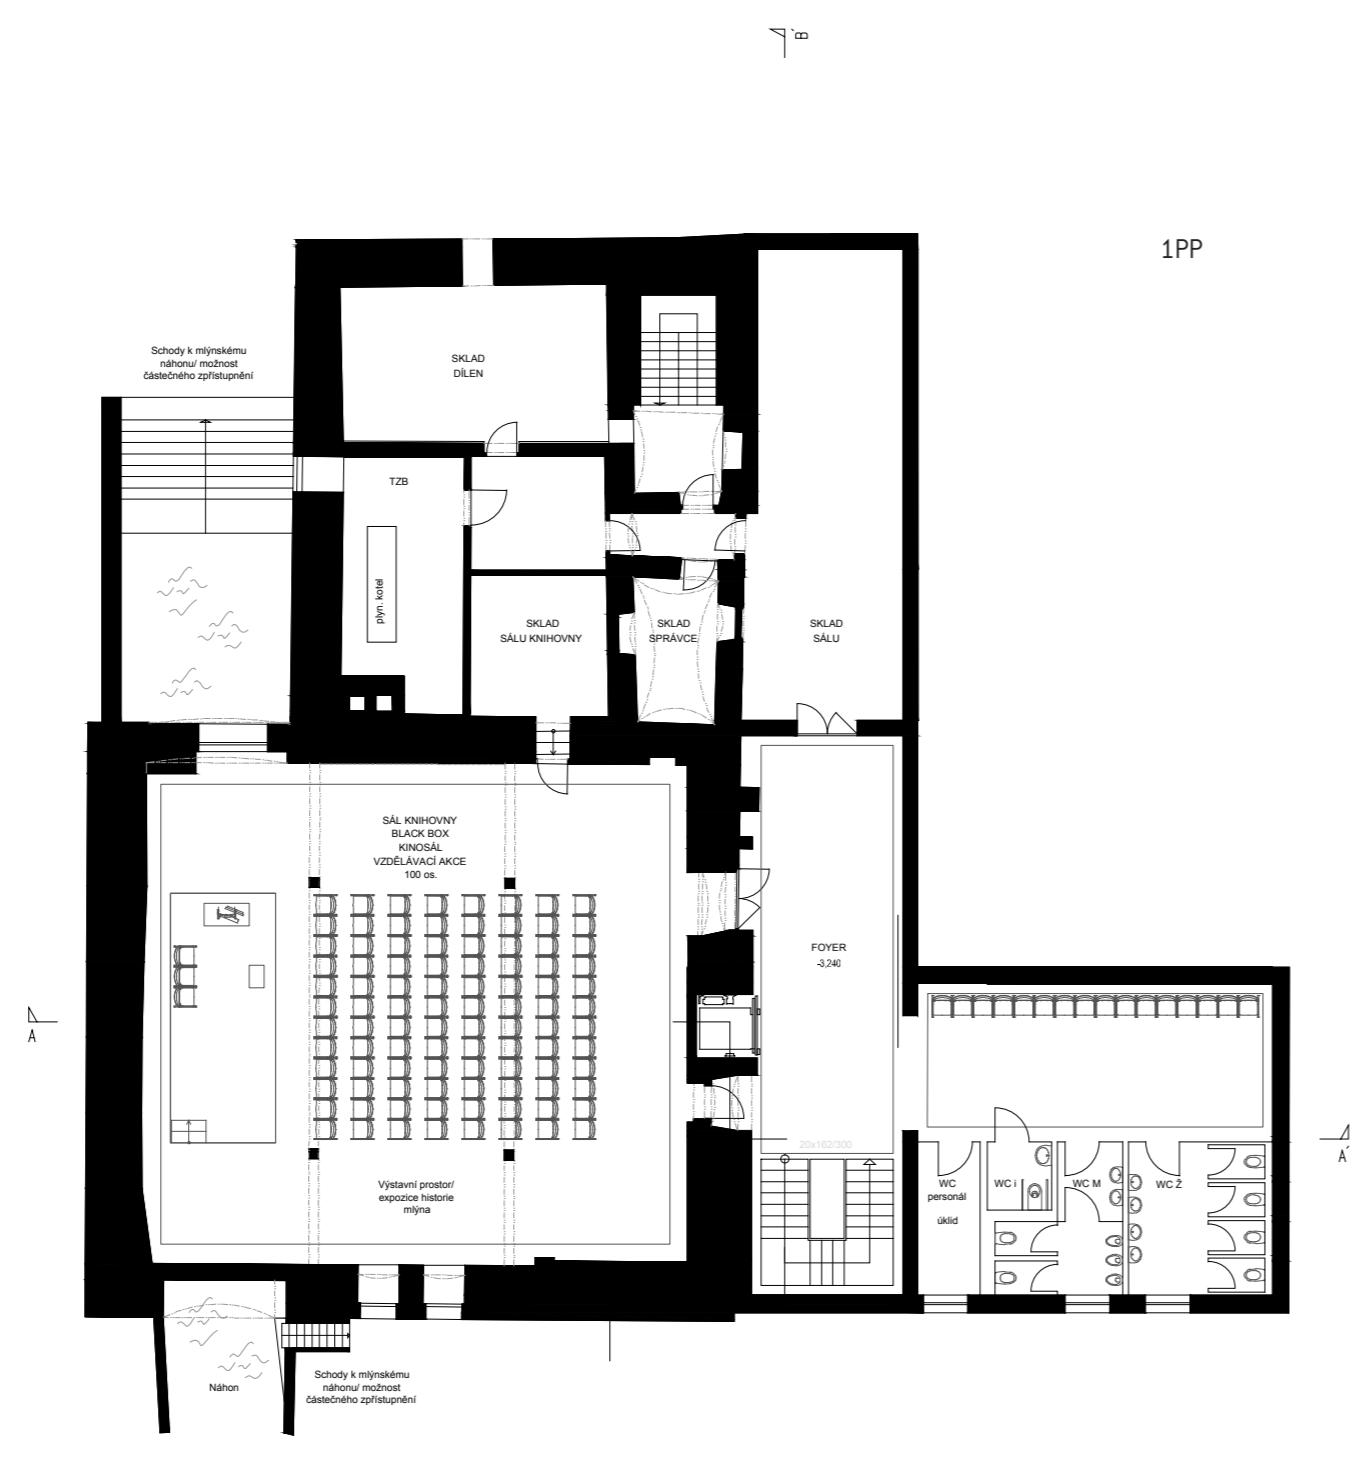 B´
1PP
Schody k mlýnskému
náhonu/ možnost
částečného zpřístupnění
SKLAD
DÍLEN
TZB
plyn. kotel
SKLAD
SÁLU KNIHOVNY
SKLAD
SPRÁVCE
SKLAD
SÁLU
SÁL KNIHOVNY
BLACK BOX
KINOSÁL
VZDĚLÁVACÍ AKCE
100 os.
FOYER
-3,240
A
A´
20x162/300
WC
personál
úklid
WC i
WC M
WC Ž
Výstavní prostor/
expozice historie
mlýna
Náhon
Schody k mlýnskému
náhonu/ možnost
částečného zpřístupnění